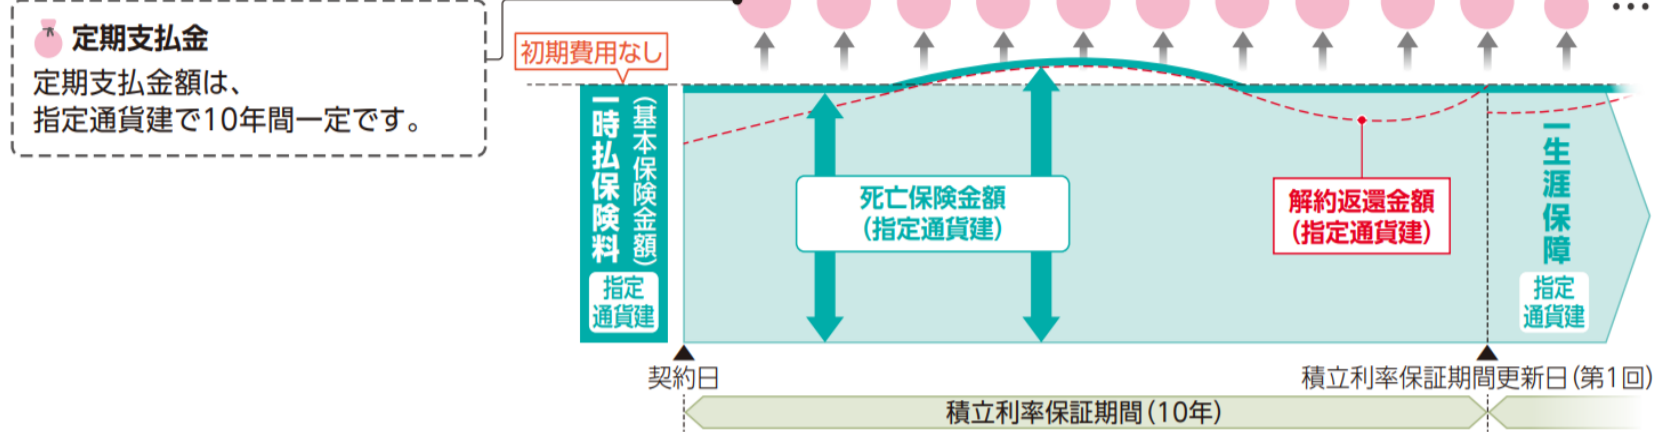 定期支払金
定期支払金額は、
指定通貨建で10年間一定です。
初期費用なし
…
一時払保険料
(基本保険金額)
指定
通貨建
死亡保険金額
(指定通貨建)
解約返還金額
(指定通貨建)
一生涯保障
指定
通貨建
契約日
積立利率保証期間更新日(第1回)
積立利率保証期間(10年)